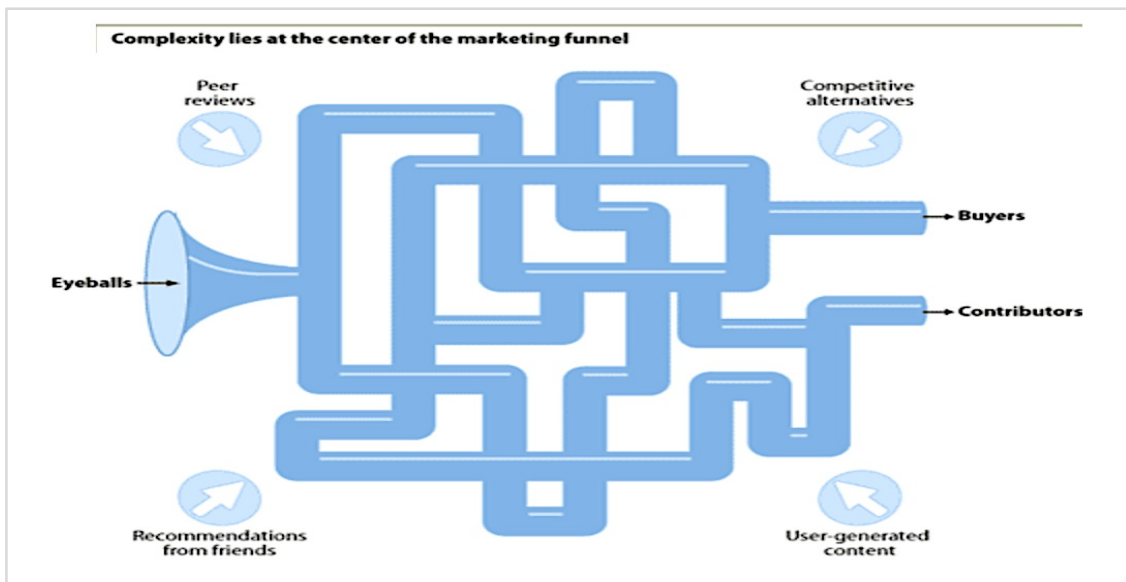 Complexity lies at the center of the marketing funnel
Peer
reviews
Competitive
alternatives
Buyers
Eyeballs
Contributors
Recommendations
from friends
User-generated
content